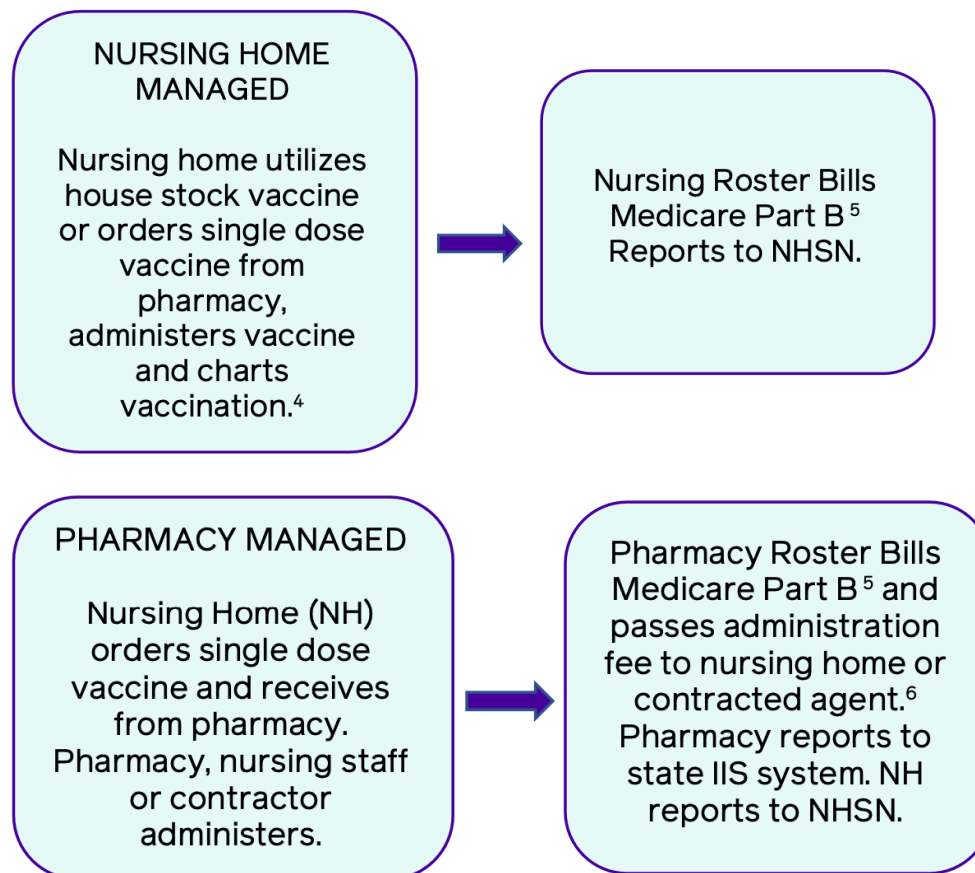 NURSING HOME
MANAGED
Nursing home utilizes
house stock vaccine
or orders single dose
vaccine from
pharmacy,
administers vaccine
and charts
vaccination.⁴
Nursing Roster Bills
Medicare Part B⁵
Reports to NHSN.
PHARMACY MANAGED
Nursing Home (NH)
orders single dose
vaccine and receives
from pharmacy.
Pharmacy, nursing staff
or contractor
administers.
Pharmacy Roster Bills
Medicare Part B⁵ and
passes administration
fee to nursing home or
contracted agent.⁶
Pharmacy reports to
state IIS system. NH
reports to NHSN.